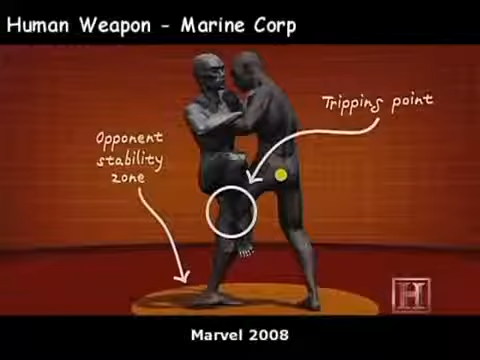 Human Weapon - Marine Corp
Tripping point
Opponent
stability
zone
H
Marvel 2008